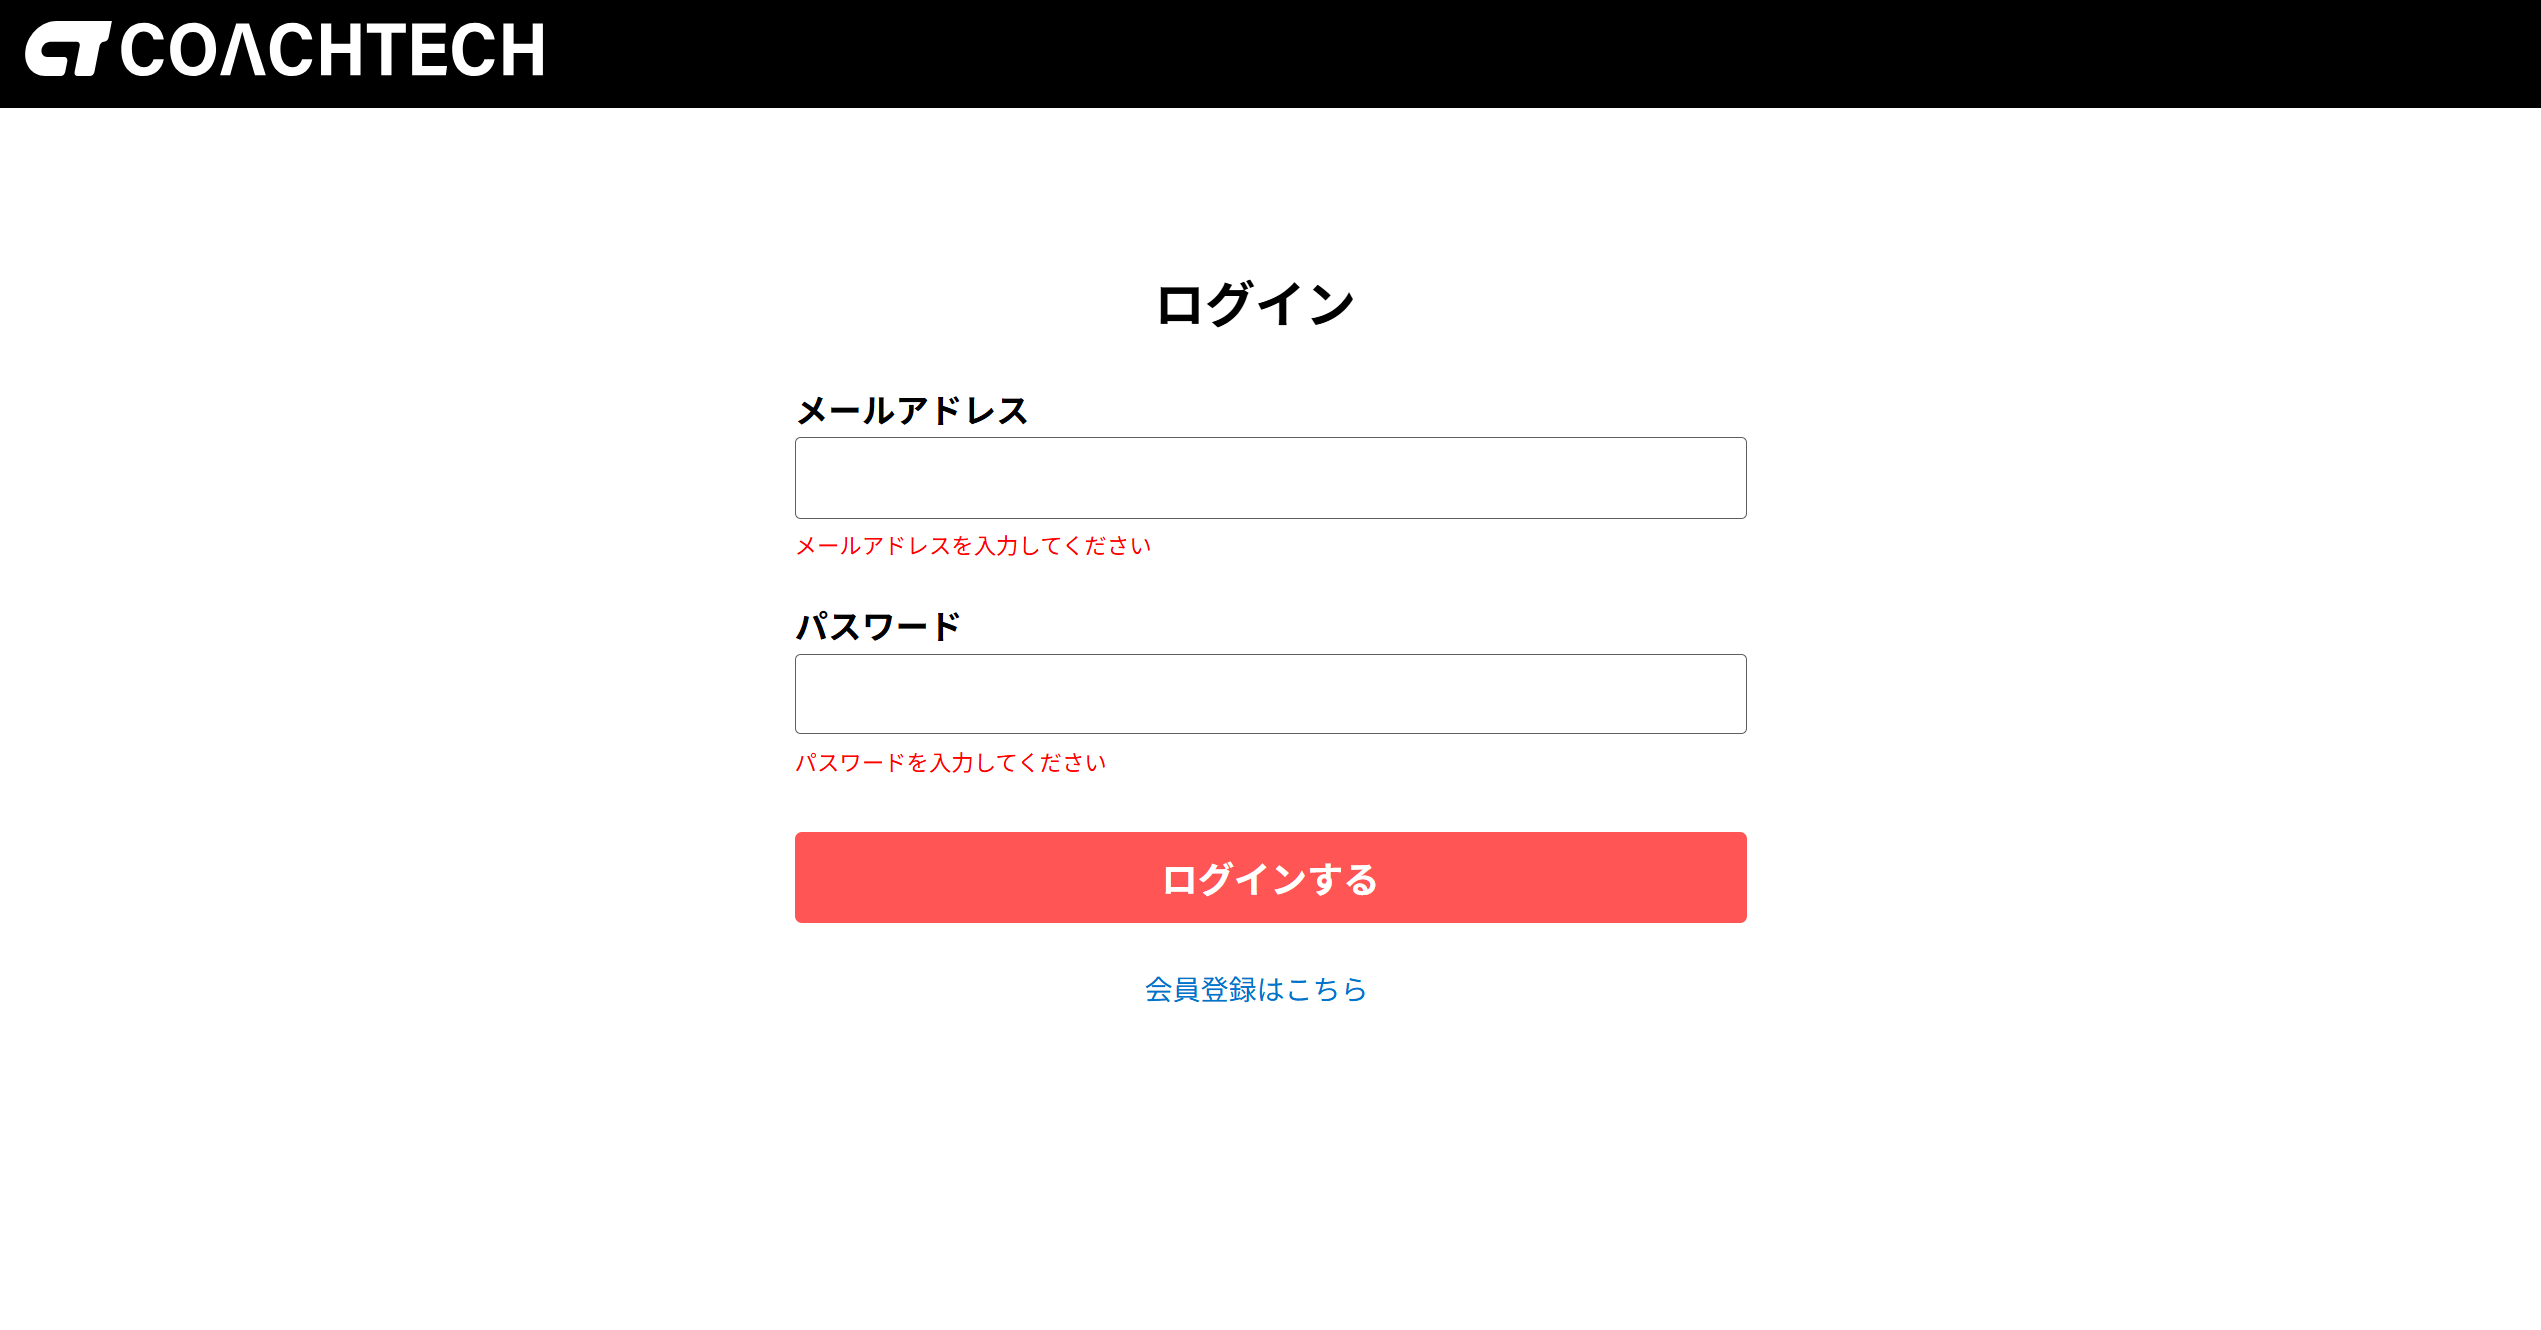 COACHTECH
ログイン
メールアドレス
メールアドレスを入力してください
パスワード
パスワードを入力してください
ログインする
会員登録はこちら